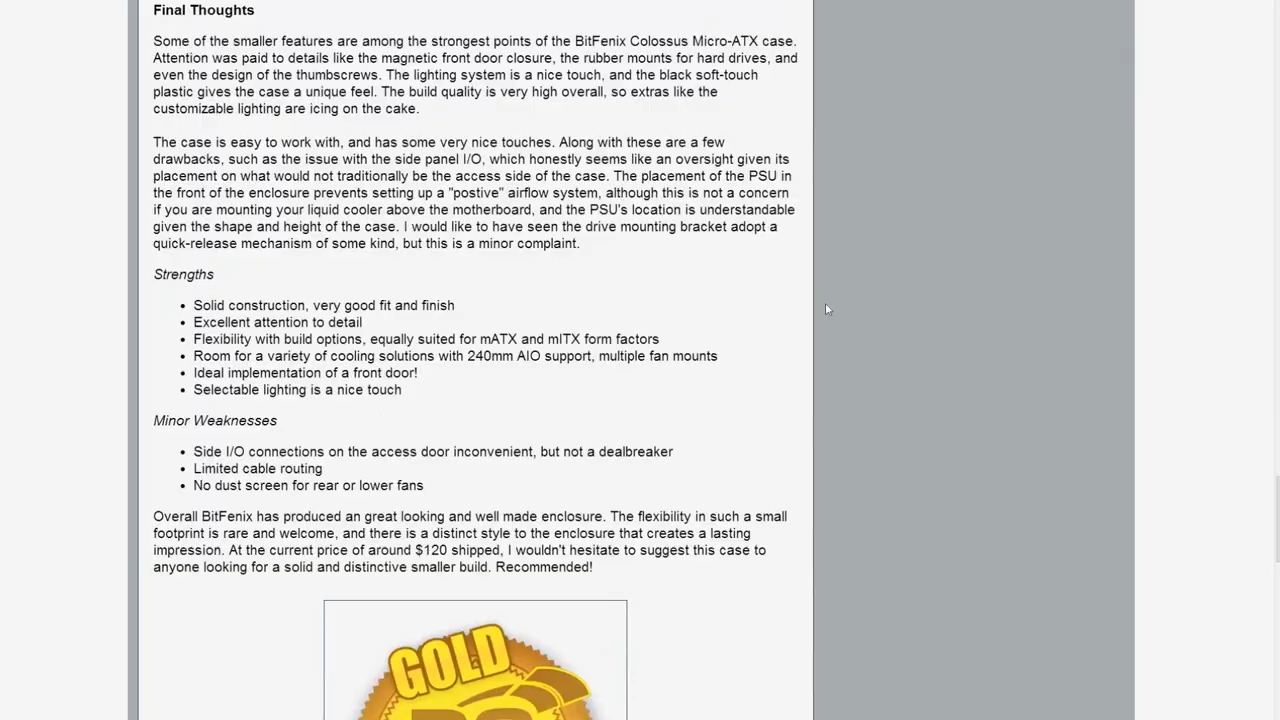 Final Thoughts
Some of the smaller features are among the strongest points of the BitFenix Colossus Micro-ATX case.
Attention was paid to details like the magnetic front door closure, the rubber mounts for hard drives, and
even the design of the thumbscrews. The lighting system is a nice touch, and the black soft-touch
plastic gives the case a unique feel. The build quality is very high overall, so extras like the
customizable lighting are icing on the cake.
The case is easy to work with, and has some very nice touches. Along with these are a few
drawbacks, such as the issue with the side panel I/O, which honestly seems like an oversight given its
placement on what would not traditionally be the access side of the case. The placement of the PSU in
the front of the enclosure prevents setting up a "postive" airflow system, although this is not a concern
if you are mounting your liquid cooler above the motherboard, and the PSU's location is understandable
given the shape and height of the case. I would like to have seen the drive mounting bracket adopt a
quick-release mechanism of some kind, but this is a minor complaint.
Strengths
• Solid construction, very good fit and finish
• Excellent attention to detail
• Flexibility with build options, equally suited for mATX and mITX form factors
• Room for a variety of cooling solutions with 240mm AIO support, multiple fan mounts
• Ideal implementation of a front door!
• Selectable lighting is a nice touch
Minor Weaknesses
• Side I/O connections on the access door inconvenient, but not a dealbreaker
• Limited cable routing
• No dust screen for rear or lower fans
Overall BitFenix has produced an great looking and well made enclosure. The flexibility in such a small
footprint is rare and welcome, and there is a distinct style to the enclosure that creates a lasting
impression. At the current price of around $120 shipped, I wouldn't hesitate to suggest this case to
anyone looking for a solid and distinctive smaller build. Recommended!
GOLD